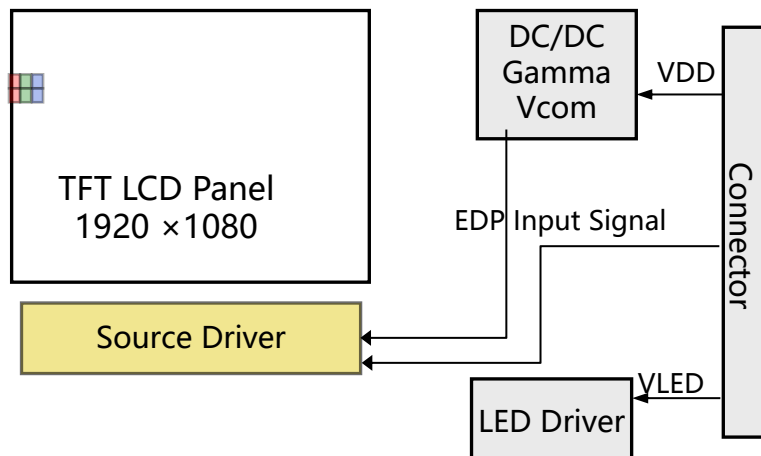 DC/DC
Gamma
Vcom
VDD
TFT LCD Panel
1920 ×1080
EDP Input Signal
Connector
Source Driver
VLED
LED Driver